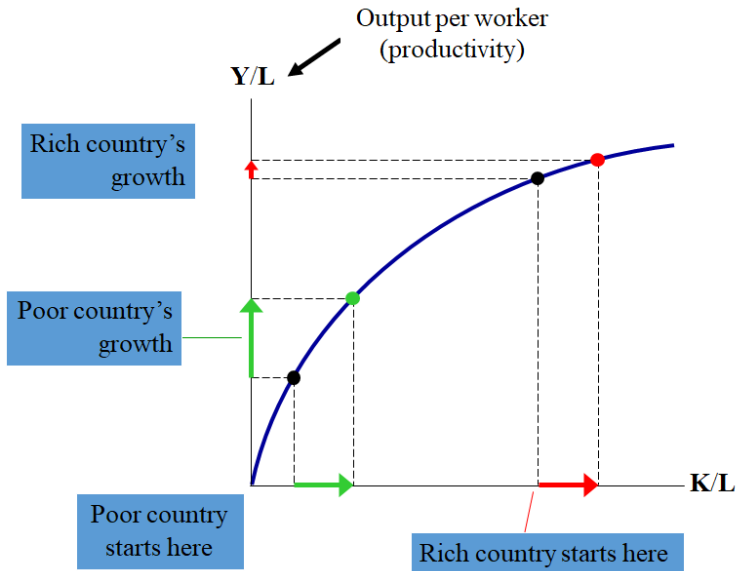 Output per worker
(productivity)
Y/L
Rich country’s
growth
Poor country’s
growth
K/L
Poor country
starts here
Rich country starts here